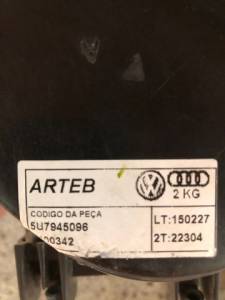 ARTEB
2 KG
CODIGO DA PEÇA
5U7945096
00342
LT:150227
2T:22304